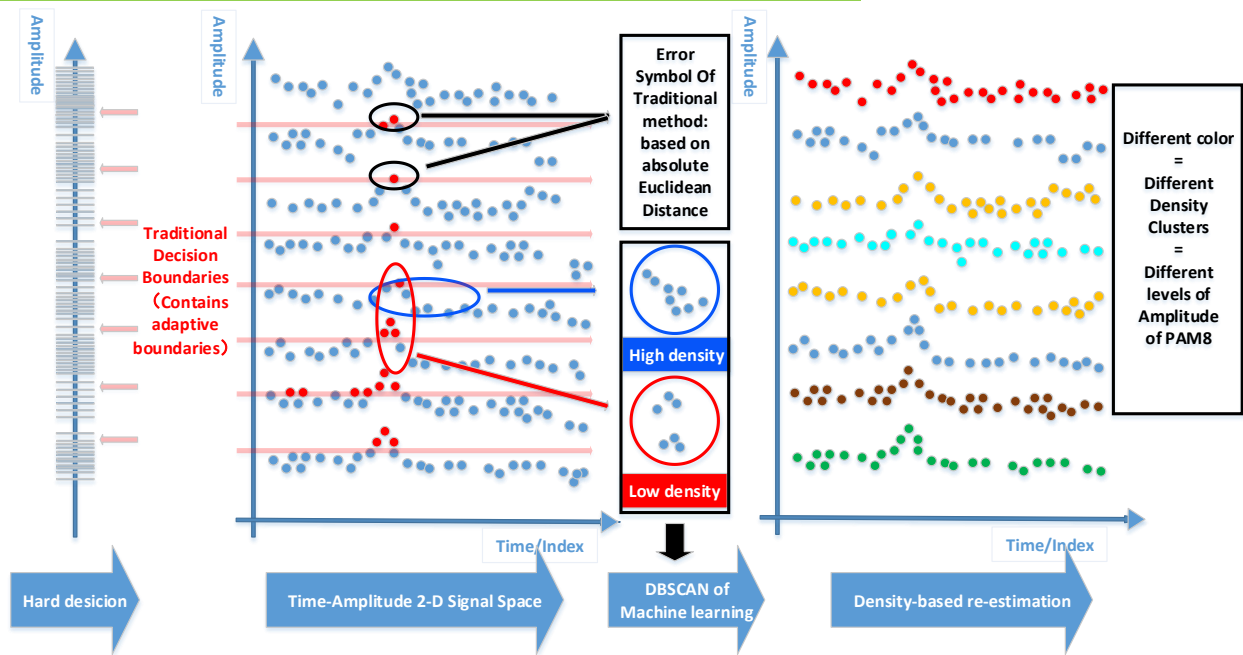 Amplitude
Traditional
Decision
Boundaries
（Contains
adaptive
boundaries）
Amplitude
Time/Index
Error
Symbol Of
Traditional
method:
based on
absolute
Euclidean
Distance
High density
Low density
Amplitude
Time/Index
Different color
=
Different
Density
Clusters
=
Different
levels of
Amplitude
of PAM8
Hard desicion
Time-Amplitude 2-D Signal Space
DBSCAN of
Machine learning
Density-based re-estimation